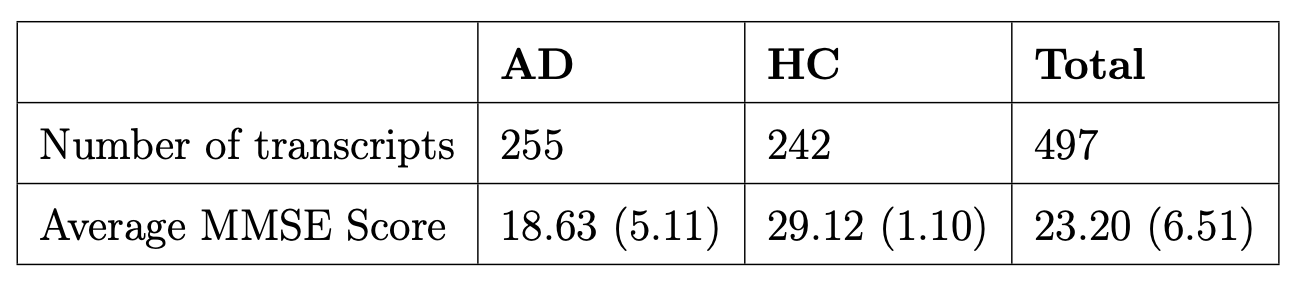 AD HC Total
Number of transcripts 255 242 497
Average MMSE Score 18.63 (5.11) 29.12 (1.10) 23.20 (6.51)